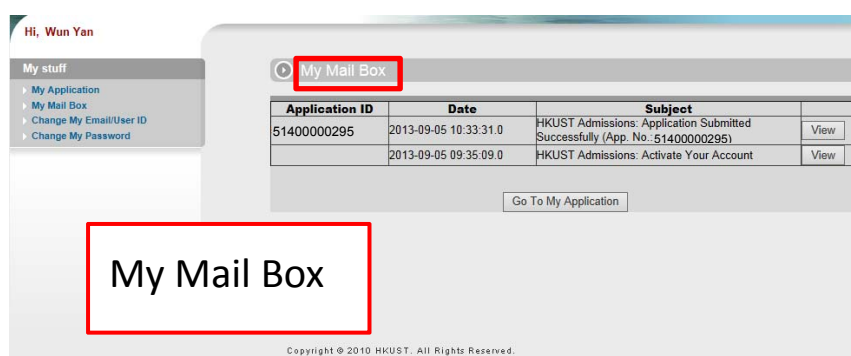 Hi, Wun Yan
My stuff
My Application
My Mail Box
Change My Email/User ID
Change My Password
My Mail Box
Application ID Date Subject
51400000295 2013-09-05 10:33:31.0 HKUST Admissions: Application Submitted
Successfully (App. No.:51400000295) View
2013-09-05 09:35:09.0 HKUST Admissions: Activate Your Account View
Go To My Application
My Mail Box
Copyright © 2010 HKUST. All Rights Reserved.